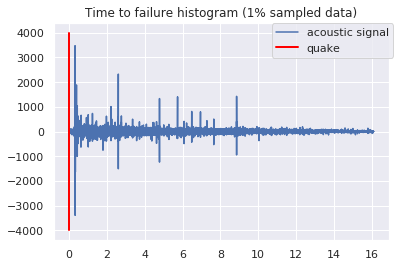 Time to failure histogram (1% sampled data)
acoustic signal
quake
4000
3000
2000
1000
0
−1000
−2000
−3000
−4000
0 2 4 6 8 10 12 14 16